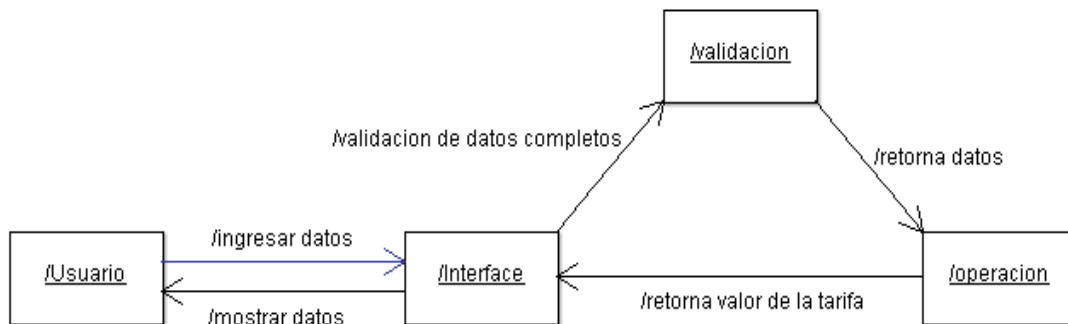 /validacion
/validacion de datos completos
/retorna datos
/ingresar datos
/Usuario
/Interface
/operacion
/retorna valor de la tarifa
/mostrar datos